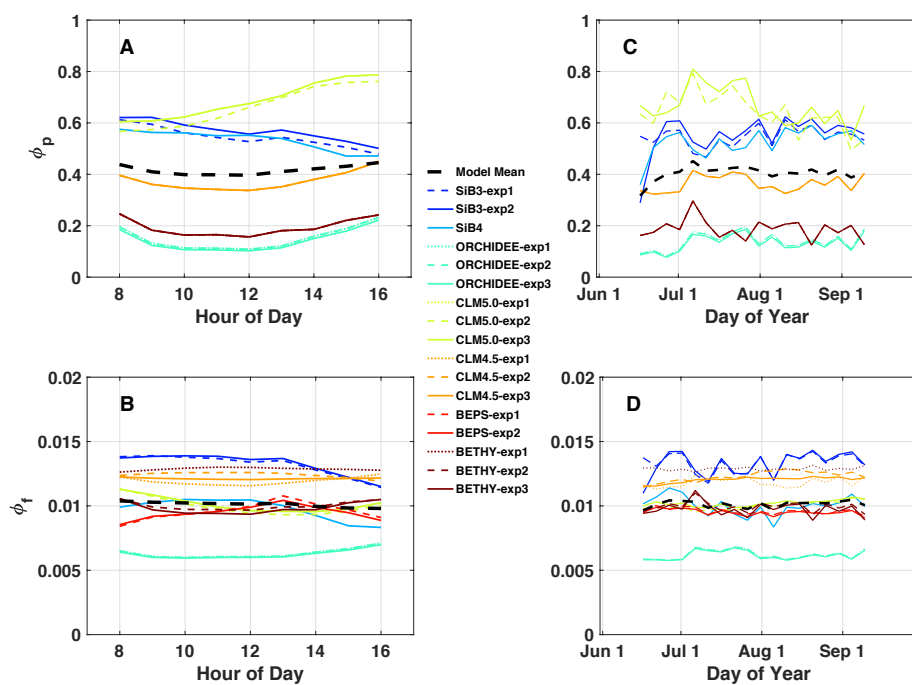 A
1
0.8
0.6
0.4
0.2
0
ϕp
8 10 12 14 16
Hour of Day
C
1
0.8
0.6
0.4
0.2
0
ϕp
Jun 1 Jul 1 Aug 1 Sep 1
Day of Year
Model Mean
SiB3-exp1
SiB3-exp2
SiB4
ORCHIDEE-exp1
ORCHIDEE-exp2
ORCHIDEE-exp3
CLM5.0-exp1
CLM5.0-exp2
CLM5.0-exp3
CLM4.5-exp1
CLM4.5-exp2
CLM4.5-exp3
BEPS-exp1
BEPS-exp2
BETHY-exp1
BETHY-exp2
BETHY-exp3
B
0.02
0.015
0.01
0.005
0
ϕf
8 10 12 14 16
Hour of Day
D
0.02
0.015
0.01
0.005
0
ϕf
Jun 1 Jul 1 Aug 1 Sep 1
Day of Year